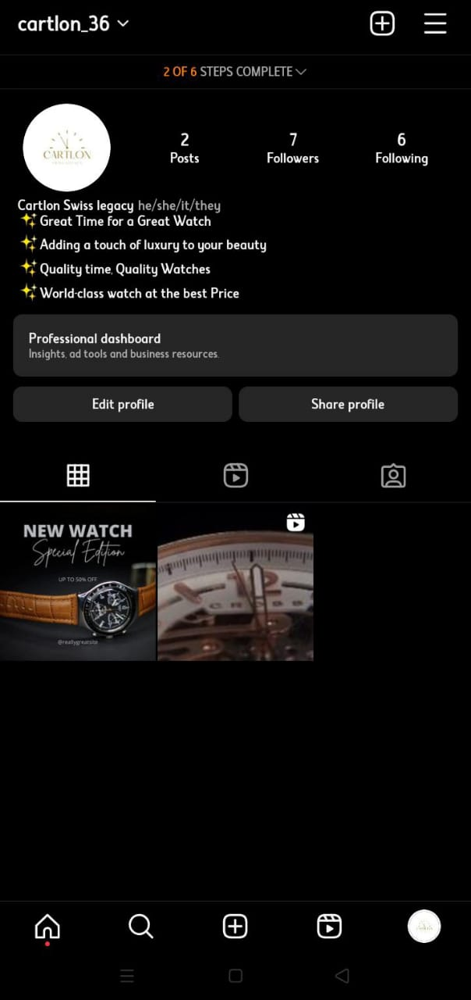 cartlon_36
2 OF 6 STEPS COMPLETE
CARTLON
2 7 6
Posts Followers Following
Cartlon Swiss legacy he/she/it/they
✨Great Time for a Great Watch
✨Adding a touch of luxury to your beauty
✨Quality time, Quality Watches
✨World-class watch at the best Price
Professional dashboard
Insights, ad tools and business resources.
Edit profile Share profile
NEW WATCH
Special Edition
UP TO 50% OFF
@reallygreatsite
12
CROSS